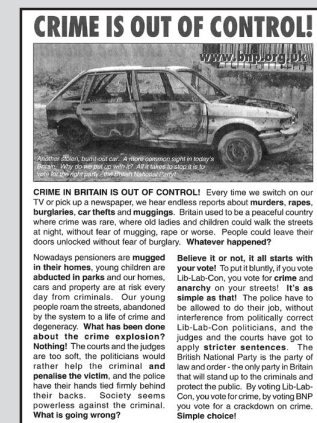 CRIME IS OUT OF CONTROL!
www.bnp.org.uk
Another stolen, burnt-out car. A more common sight in today's
Britain. Why do we put up with it? All it takes to stop it is to
vote for the right party - the British National Party!
CRIME IN BRITAIN IS OUT OF CONTROL! Every time we switch on our
TV or pick up a newspaper, we hear endless reports about murders, rapes,
burglaries, car thefts and muggings. Britain used to be a peaceful country
where crime was rare, where old ladies and children could walk the streets
at night, without fear of mugging, rape or worse. People could leave their
doors unlocked without fear of burglary. Whatever happened?
Nowadays pensioners are mugged
in their homes, young children are
abducted in parks and our homes,
cars and property are at risk every
day from criminals. Our young
people roam the streets, abandoned
by the system to a life of crime and
degeneracy. What has been done
about the crime explosion?
Nothing! The courts and the judges
are too soft, the politicians would
rather help the criminal and
penalise the victim, and the police
have their hands tied firmly behind
their backs. Society seems
powerless against the criminal.
What is going wrong?
Believe it or not, it all starts with
your vote! To put it bluntly, if you vote
Lib-Lab-Con, you vote for crime and
anarchy on your streets! It's as
simple as that! The police have to
be allowed to do their job, without
interference from politically correct
Lib-Lab-Con politicians, and the
judges and the courts have got to
apply stricter sentences. The
British National Party is the party of
law and order - the only party in Britain
that will stand up to the criminals and
protect the public. By voting Lib-Lab-
Con, you vote for crime, by voting BNP
you vote for a crackdown on crime.
Simple choice!